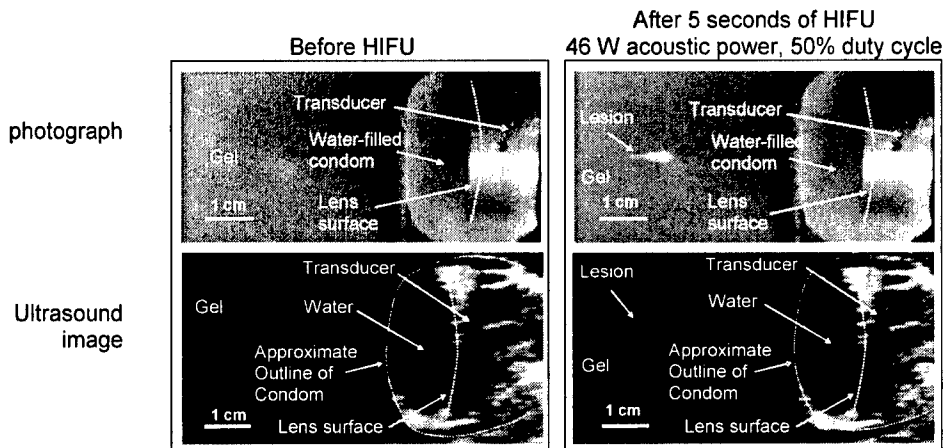 Before HIFU
After 5 seconds of HIFU
46 W acoustic power, 50% duty cycle
photograph
Transducer
Water-filled
condom
Gel
Lens
surface
1 cm
Lesion
Transducer
Water-filled
condom
Gel
Lens
surface
1 cm
Ultrasound
image
Transducer
Gel
Water
Approximate
Outline of
Condom
1 cm
Lens surface
Lesion
Transducer
Water
Gel
Approximate
Outline of
Condom
1 cm
Lens surface